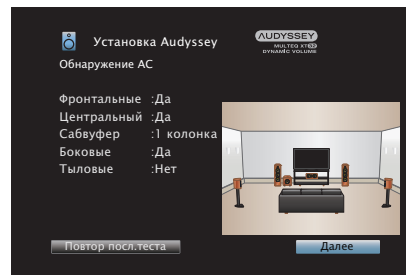 Установка Audyssey
AUDYSSEY
MULTEQ XT32
DYNAMIC VOLUME
Обнаружение АС
Фронтальные :Да
Центральный :Да
Сабвуфер :1 колонка
Боковые :Да
Тыловые :Нет
Повтор посл.теста
Далее